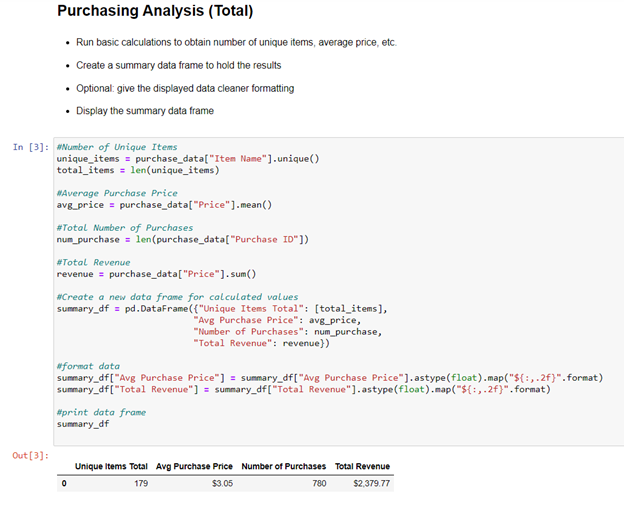 Purchasing Analysis (Total)
• Run basic calculations to obtain number of unique items, average price, etc.
• Create a summary data frame to hold the results
• Optional: give the displayed data cleaner formatting
• Display the summary data frame
In [3]: #Number of Unique Items
unique_items = purchase_data["Item Name"].unique()
total_items = len(unique_items)
#Average Purchase Price
avg_price = purchase_data["Price"].mean()
#Total Number of Purchases
num_purchase = len(purchase_data["Purchase ID"])
#Total Revenue
revenue = purchase_data["Price"].sum()
#Create a new data frame for calculated values
summary_df = pd.DataFrame({"Unique Items Total": [total_items],
"Avg Purchase Price": avg_price,
"Number of Purchases": num_purchase,
"Total Revenue": revenue})
#format data
summary_df["Avg Purchase Price"] = summary_df["Avg Purchase Price"].astype(float).map("${:,.2f}".format)
summary_df["Total Revenue"] = summary_df["Total Revenue"].astype(float).map("${:,.2f}".format)
#print data frame
summary_df
Out[3]:
Unique Items Total Avg Purchase Price Number of Purchases Total Revenue
0 179 $3.05 780 $2,379.77